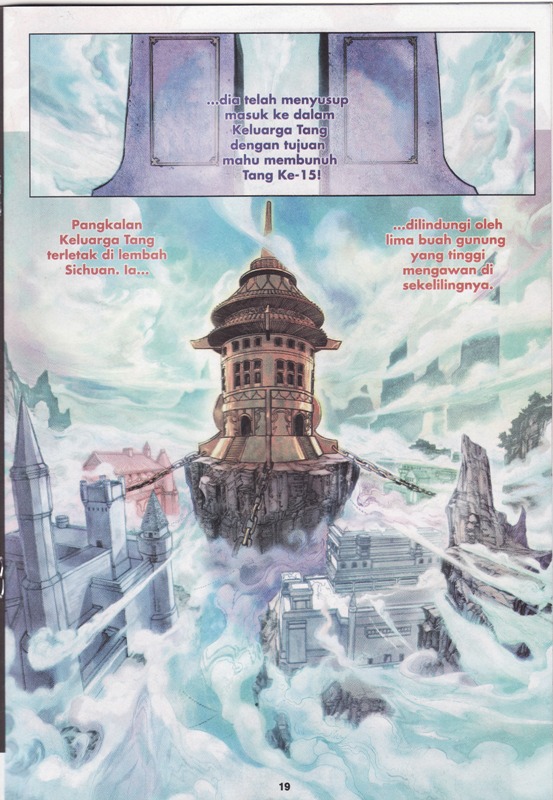 ...dia telah menyusup
masuk ke dalam
Keluarga Tang
dengan tujuan
mahu membunuh
Tang Ke-15!
Pangkalan
Keluarga Tang
terletak di lembah
Sichuan. Ia...
...dilindungi oleh
lima buah gunung
yang tinggi
mengawan di
sekelilingnya.
19